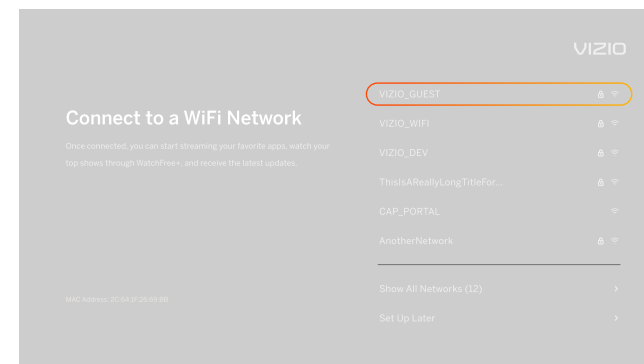 VIZIO
Connect to a WiFi Network
Once connected, you can start streaming your favorite apps, watch your
top shows through WatchFree+, and receive the latest updates.
MAC Address:
VIZIO_GUEST
VIZIO_WIFI
VIZIO_DEV
ThisIsAReallyLongTitleFor...
CAP_PORTAL
AnotherNetwork
Show All Networks (12)
Set Up Later